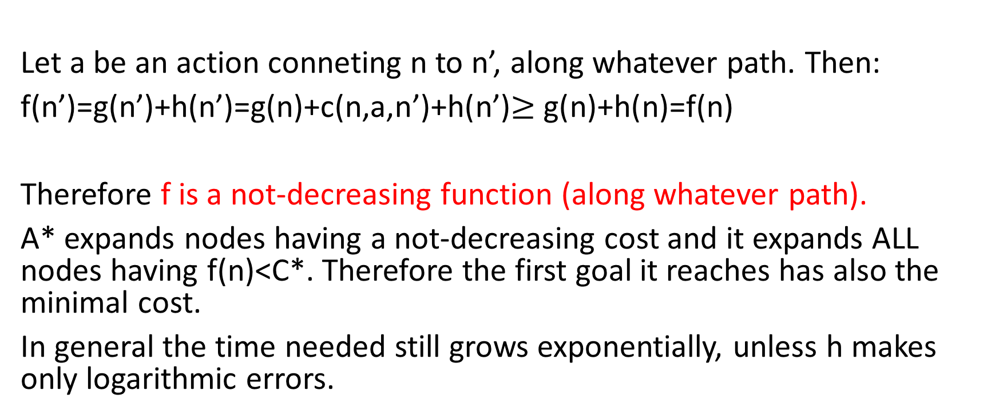 Let a be an action conneting n to n’, along whatever path. Then:
f(n’)=g(n’)+h(n’)=g(n)+c(n,a,n’)+h(n’)≥ g(n)+h(n)=f(n)
Therefore f is a not-decreasing function (along whatever path).
A* expands nodes having a not-decreasing cost and it expands ALL
nodes having f(n)<C*. Therefore the first goal it reaches has also the
minimal cost.
In general the time needed still grows exponentially, unless h makes
only logarithmic errors.